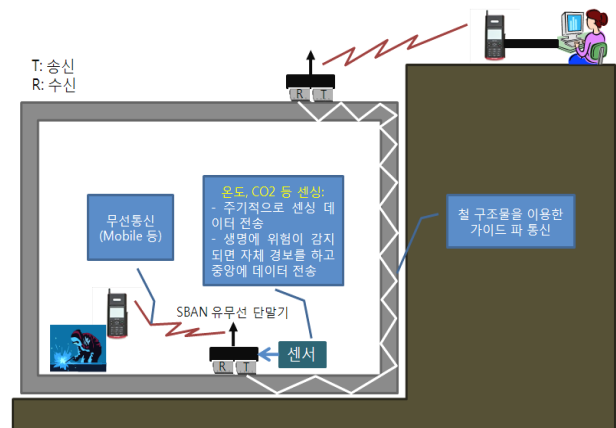 T: 송신
R: 수신
R T
온도, CO2 등 센싱:
- 주기적으로 센싱 데
이터 전송
- 생명에 위험이 감지
되면 자체 경보를 하고
중앙에 데이터 전송
무선통신
(Mobile 등)
철 구조물을 이용한
가이드 파 통신
SBAN 유무선 단말기
센서
R T